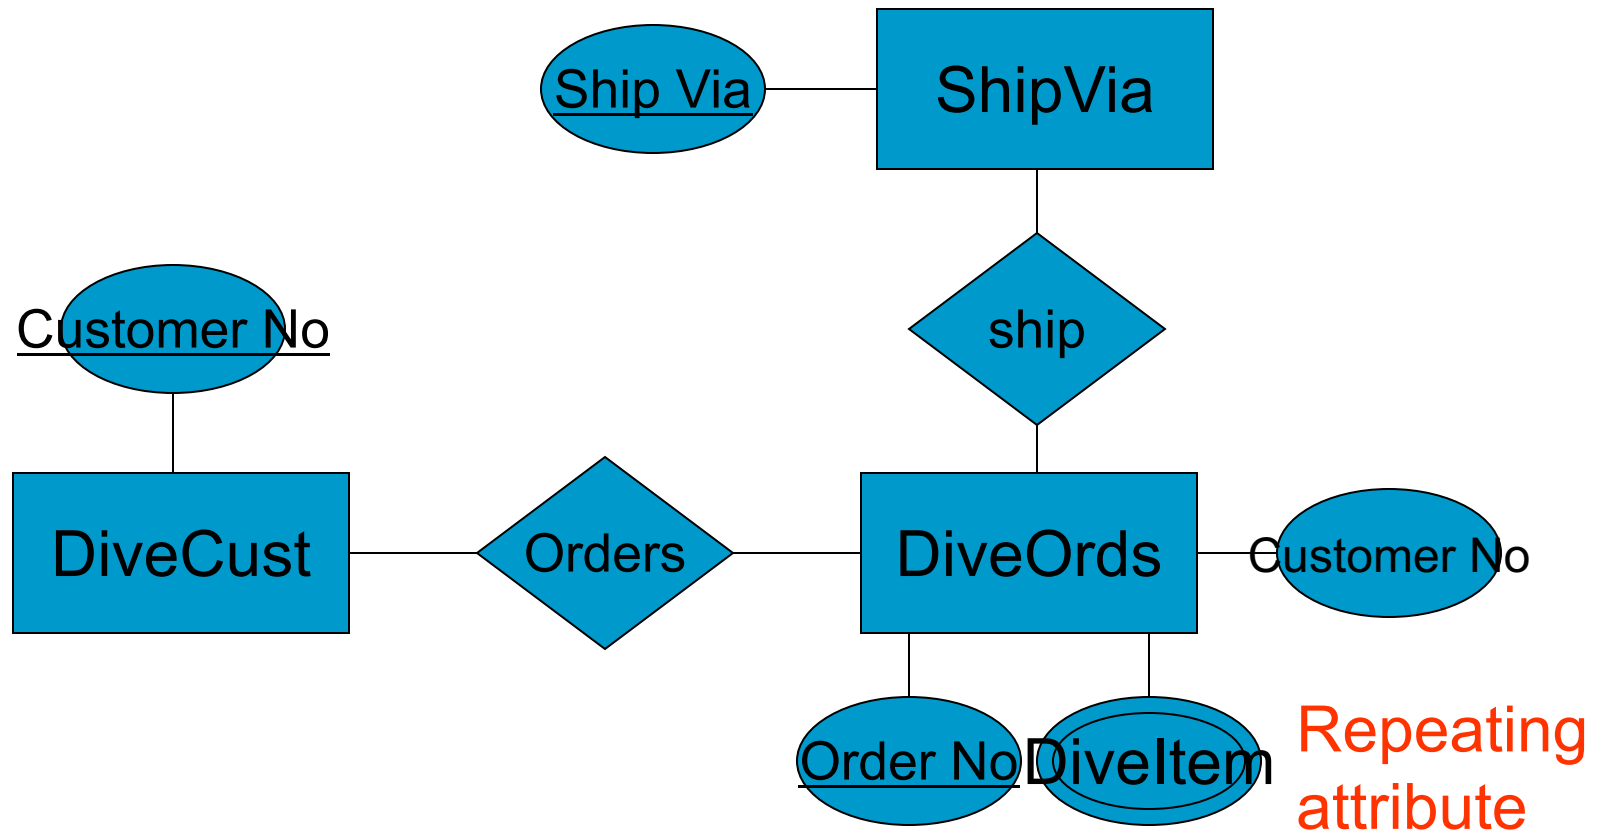 Ship Via
ShipVia
Customer No
ship
DiveCust
Orders
DiveOrds
Customer No
Order No
DiveItem
Repeating
attribute